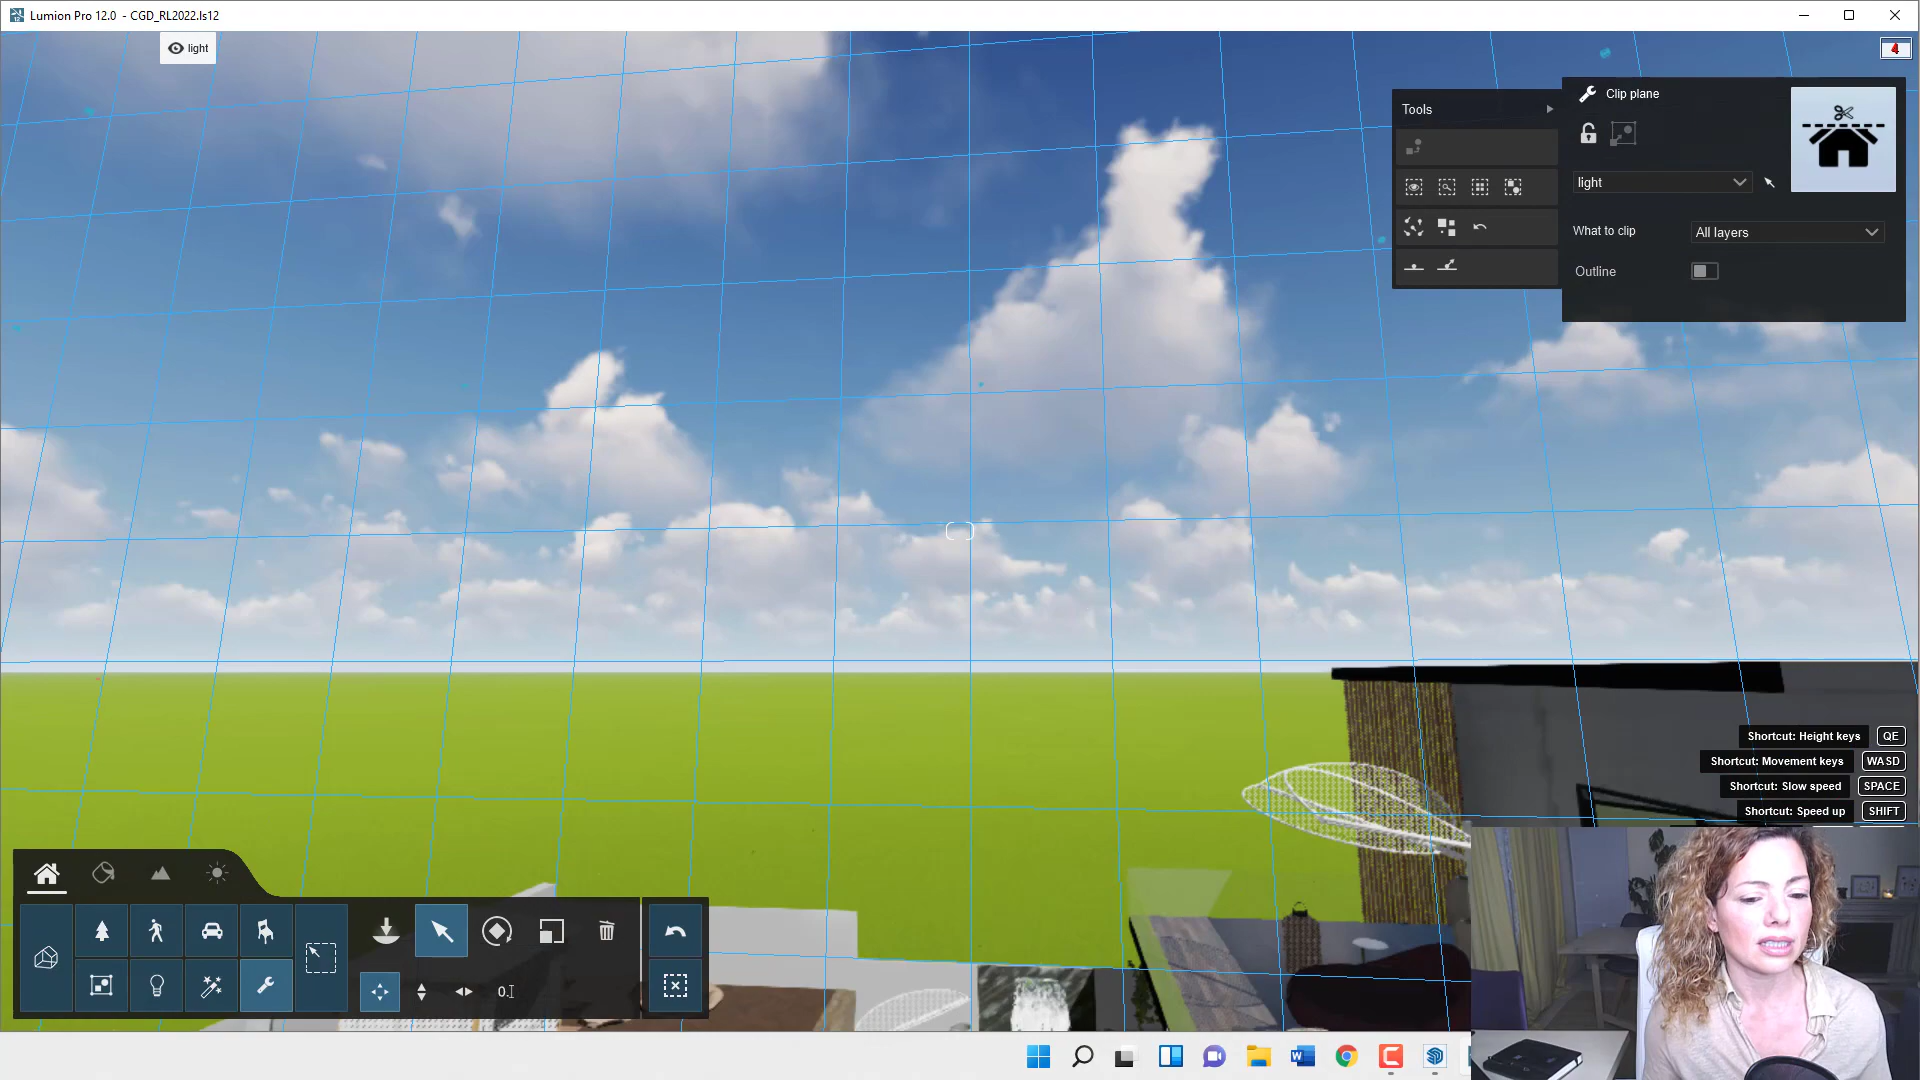 Lumion Pro 12.0 - CGD_RL2022.ls12
light
4
Tools
Clip plane
light
What to clip
All layers
Outline
Shortcut: Height keys QE
Shortcut: Movement keys WASD
Shortcut: Slow speed SPACE
Shortcut: Speed up SHIFT
0.